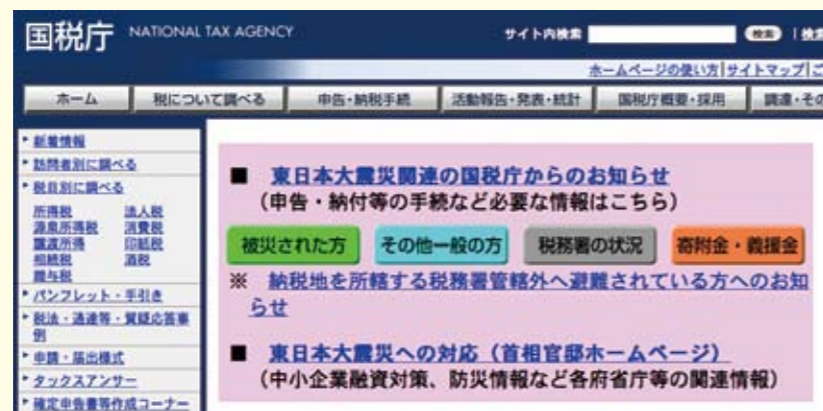 国税庁 NATIONAL TAX AGENCY
サイト内検索 検索 | 検索
ホームページの使い方|サイトマップ|ご
ホーム 税について調べる 申告・納税手続 活動報告・発表・統計 国税庁概要・採用 調達・その
新着情報
訪問者別に調べる
税目別に調べる
所得税 法人税
源泉所得税 消費税
譲渡所得 印紙税
相続税 酒税
贈与税
パンフレット・手引き
税法・通達等・質疑応答事
例
申請・届出様式
タックスアンサー
確定申告書等作成コーナー
■ 東日本大震災関連の国税庁からのお知らせ
(申告・納付等の手続など必要な情報はこちら)
被災された方 その他一般の方 税務署の状況 寄附金・義援金
※ 納税地を所轄する税務署管轄外へ避難されている方へのお知
らせ
■ 東日本大震災への対応(首相官邸ホームページ)
(中小企業融資対策、防災情報など各府省庁等の関連情報)